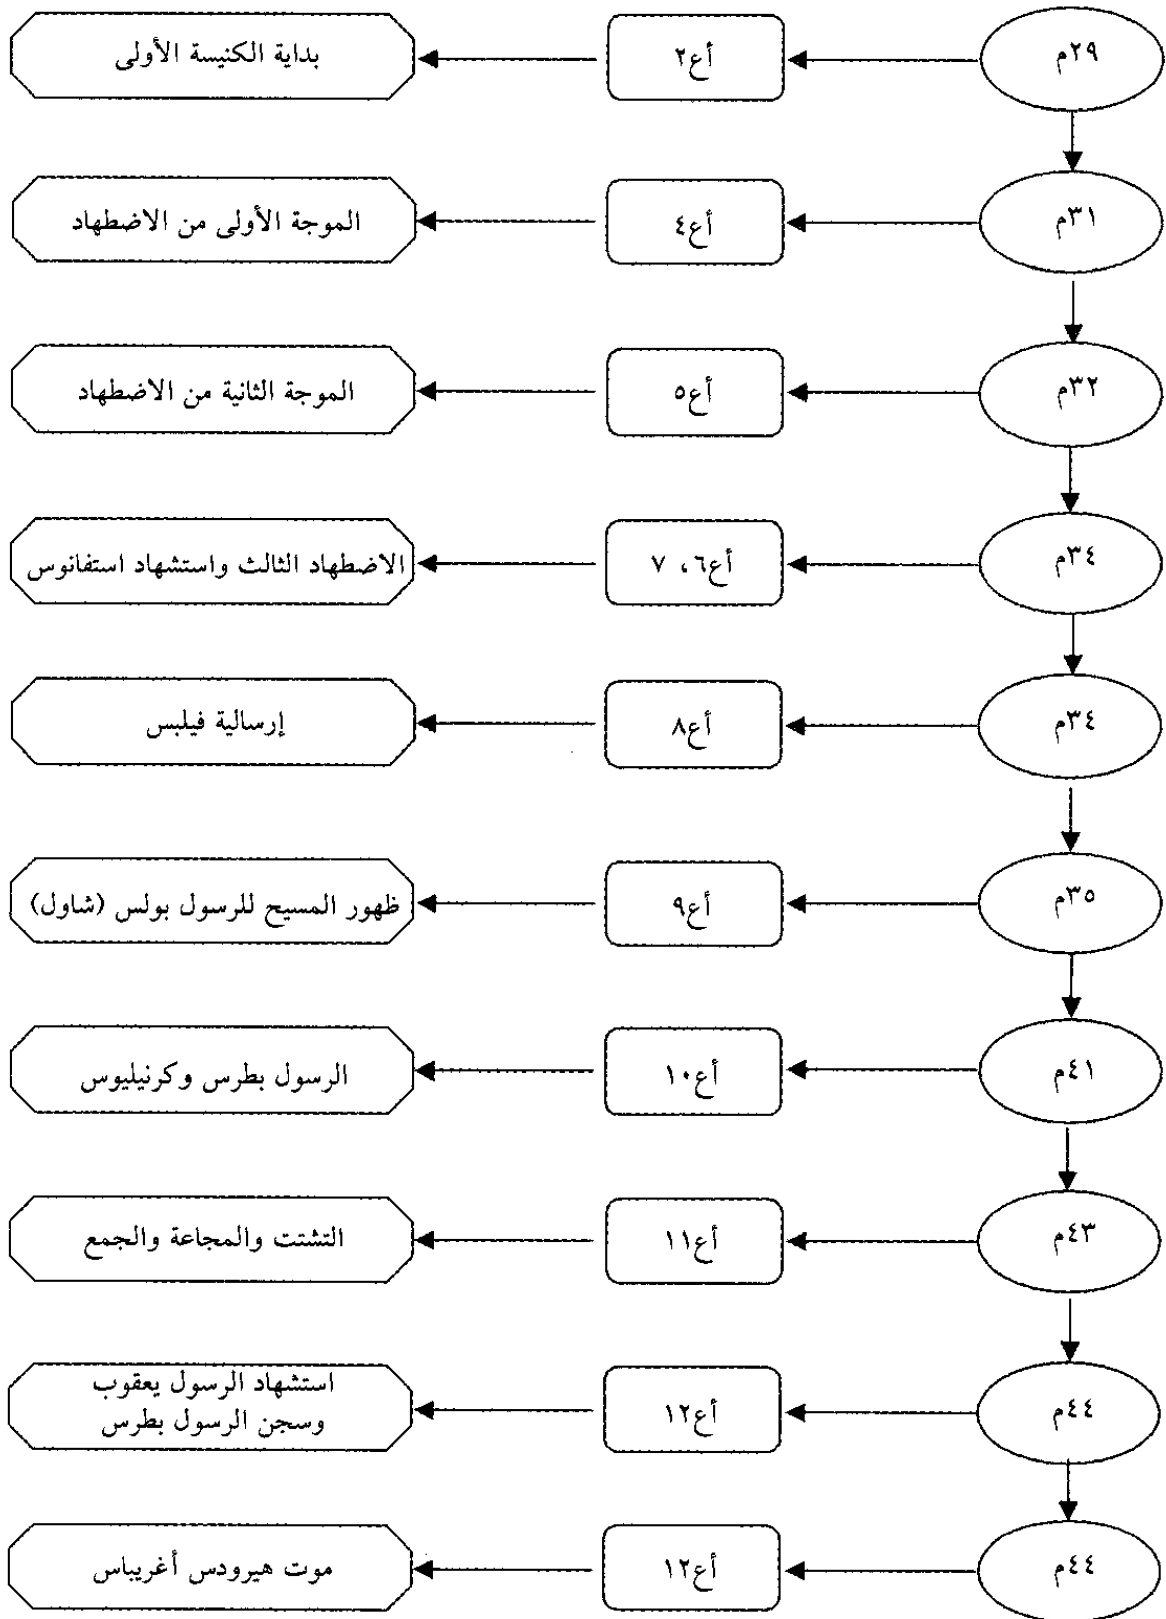 ٢٩م
أع٢
بداية الكنيسة الأولى
٣١م
أع٤
الموجة الأولى من الاضطهاد
٣٢م
أع٥
الموجة الثانية من الاضطهاد
٣٤م
أع٦، ٧
الاضطهاد الثالث واستشهاد استفانوس
٣٤م
أع٨
إرسالية فيلبس
٣٥م
أع٩
ظهور المسيح للرسول بولس (شاول)
٤١م
أع١٠
الرسول بطرس وكرنيليوس
٤٣م
أع١١
التشتت والمجاعة والجمع
٤٤م
أع١٢
استشهاد الرسول يعقوب
وسجن الرسول بطرس
٤٤م
أع١٢
موت هيرودس أغريباس